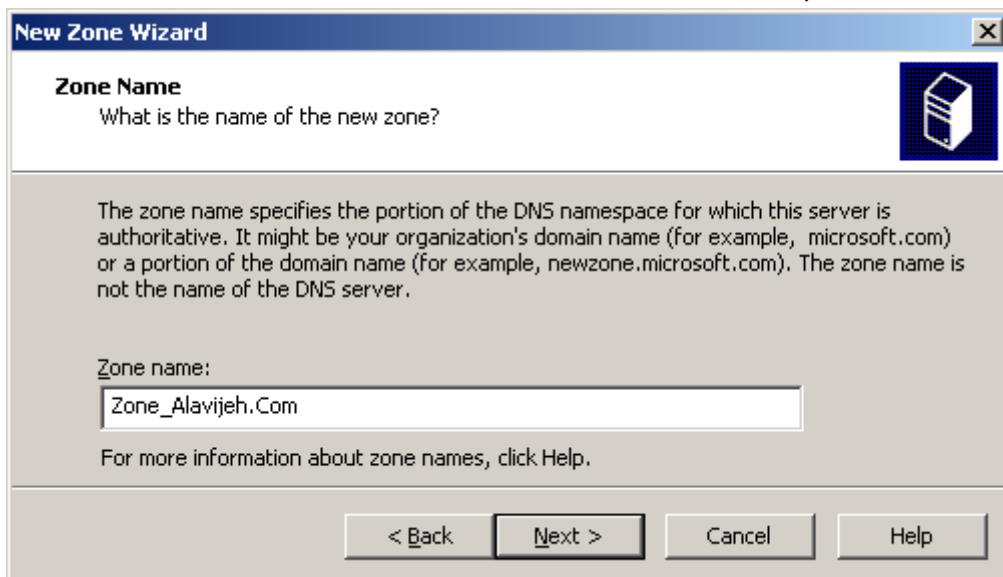 New Zone Wizard
Zone Name
What is the name of the new zone?
The zone name specifies the portion of the DNS namespace for which this server is
authoritative. It might be your organization's domain name (for example, microsoft.com)
or a portion of the domain name (for example, newzone.microsoft.com). The zone name is
not the name of the DNS server.
Zone name:
Zone_Alavijeh.Com
For more information about zone names, click Help.
< Back Next > Cancel Help